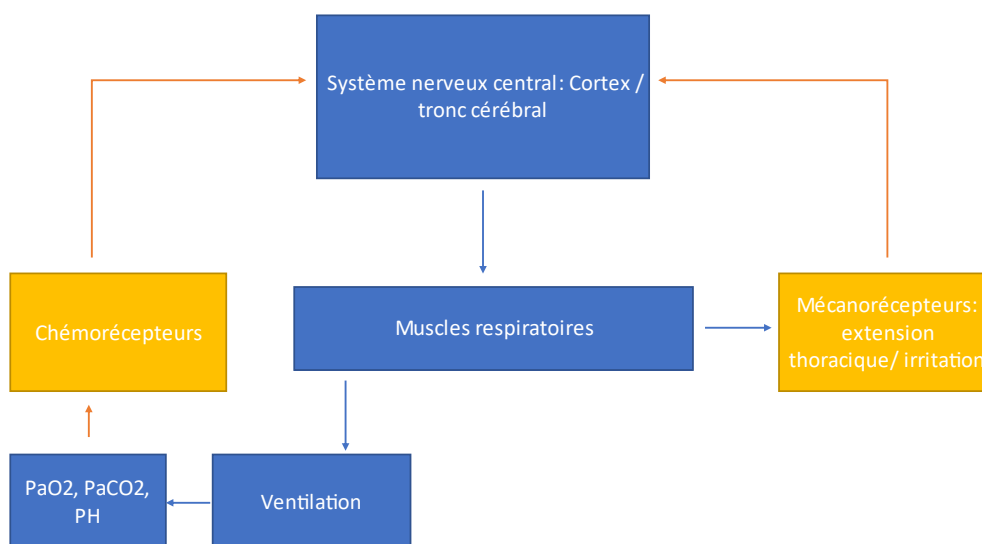 Système nerveux central: Cortex /
tronc cérébral
Chémorécepteurs
Muscles respiratoires
Mécanorécepteurs:
extension
thoracique/ irritation
PaO2, PaCO2,
PH
Ventilation